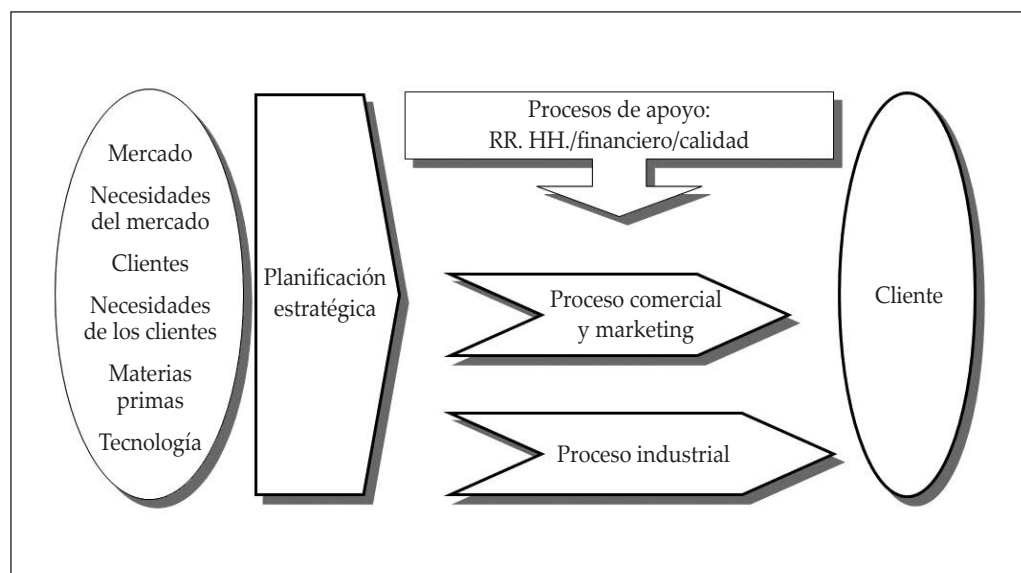 Mercado
Necesidades
del mercado
Clientes
Necesidades
de los clientes
Materias
primas
Tecnología
Planificación
estratégica
Procesos de apoyo:
RR. HH./financiero/calidad
Proceso comercial
y marketing
Proceso industrial
Cliente